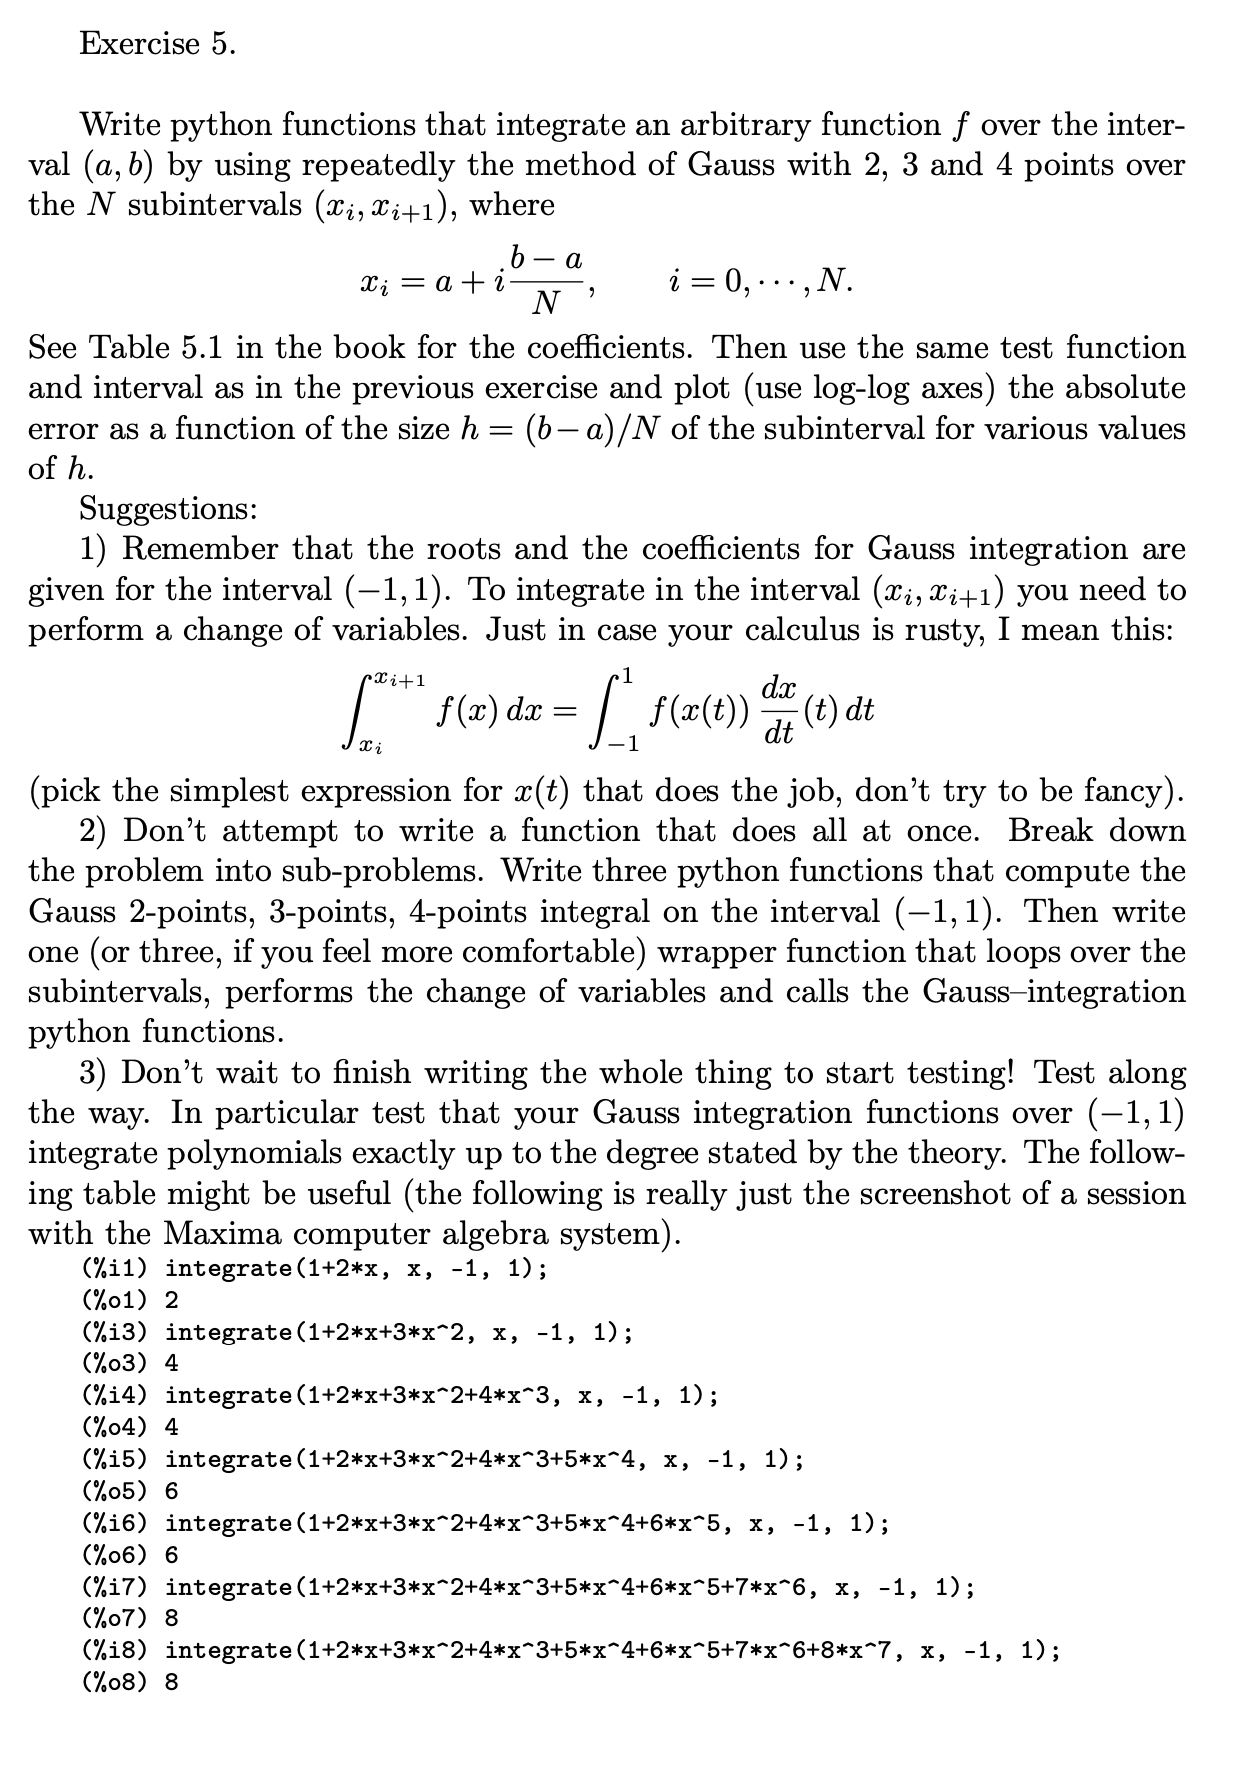 Exercise 5.
Write python functions that integrate an arbitrary function f over the inter-
val (a, b) by using repeatedly the method of Gauss with 2, 3 and 4 points over
the N subintervals (x_i, x_{i+1}), where
x_i = a + i \frac{b − a}{N}, i = 0, · · · , N.
See Table 5.1 in the book for the coefficients. Then use the same test function
and interval as in the previous exercise and plot (use log-log axes) the absolute
error as a function of the size h = (b − a)/N of the subinterval for various values
of h.
Suggestions:
1) Remember that the roots and the coefficients for Gauss integration are
given for the interval (−1, 1). To integrate in the interval (x_i, x_{i+1}) you need to
perform a change of variables. Just in case your calculus is rusty, I mean this:
\int_{x_i}^{x_{i+1}} f(x) dx = \int_{−1}^{1} f(x(t)) \frac{dx}{dt}(t) dt
(pick the simplest expression for x(t) that does the job, don’t try to be fancy).
2) Don’t attempt to write a function that does all at once. Break down
the problem into sub-problems. Write three python functions that compute the
Gauss 2-points, 3-points, 4-points integral on the interval (−1, 1). Then write
one (or three, if you feel more comfortable) wrapper function that loops over the
subintervals, performs the change of variables and calls the Gauss–integration
python functions.
3) Don’t wait to finish writing the whole thing to start testing! Test along
the way. In particular test that your Gauss integration functions over (−1, 1)
integrate polynomials exactly up to the degree stated by the theory. The follow-
ing table might be useful (the following is really just the screenshot of a session
with the Maxima computer algebra system).
(%i1) integrate(1+2*x, x, -1, 1);
(%o1) 2
(%i3) integrate(1+2*x+3*x^2, x, -1, 1);
(%o3) 4
(%i4) integrate(1+2*x+3*x^2+4*x^3, x, -1, 1);
(%o4) 4
(%i5) integrate(1+2*x+3*x^2+4*x^3+5*x^4, x, -1, 1);
(%o5) 6
(%i6) integrate(1+2*x+3*x^2+4*x^3+5*x^4+6*x^5, x, -1, 1);
(%o6) 6
(%i7) integrate(1+2*x+3*x^2+4*x^3+5*x^4+6*x^5+7*x^6, x, -1, 1);
(%o7) 8
(%i8) integrate(1+2*x+3*x^2+4*x^3+5*x^4+6*x^5+7*x^6+8*x^7, x, -1, 1);
(%o8) 8